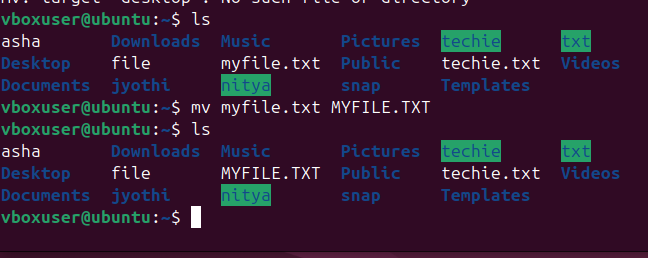 mv: target 'Desktop': No such file or directory
vboxuser@ubuntu:~$ ls
asha Downloads Music Pictures techie txt
Desktop file myfile.txt Public techie.txt Videos
Documents jyothi nitya snap Templates
vboxuser@ubuntu:~$ mv myfile.txt MYFILE.TXT
vboxuser@ubuntu:~$ ls
asha Downloads Music Pictures techie txt
Desktop file MYFILE.TXT Public techie.txt Videos
Documents jyothi nitya snap Templates
vboxuser@ubuntu:~$